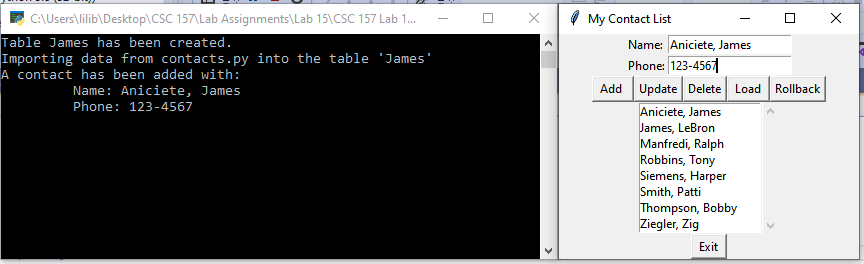 C:\Users\lilib\Desktop\CSC 157\Lab Assignments\Lab 15\CSC 157 Lab 1...
Table James has been created.
Importing data from contacts.py into the table 'James'
A contact has been added with:
Name: Aniciete, James
Phone: 123-4567
My Contact List
Name: Aniciete, James
Phone: 123-4567
Add Update Delete Load Rollback
Aniciete, James
James, LeBron
Manfredi, Ralph
Robbins, Tony
Siemens, Harper
Smith, Patti
Thompson, Bobby
Ziegler, Zig
Exit